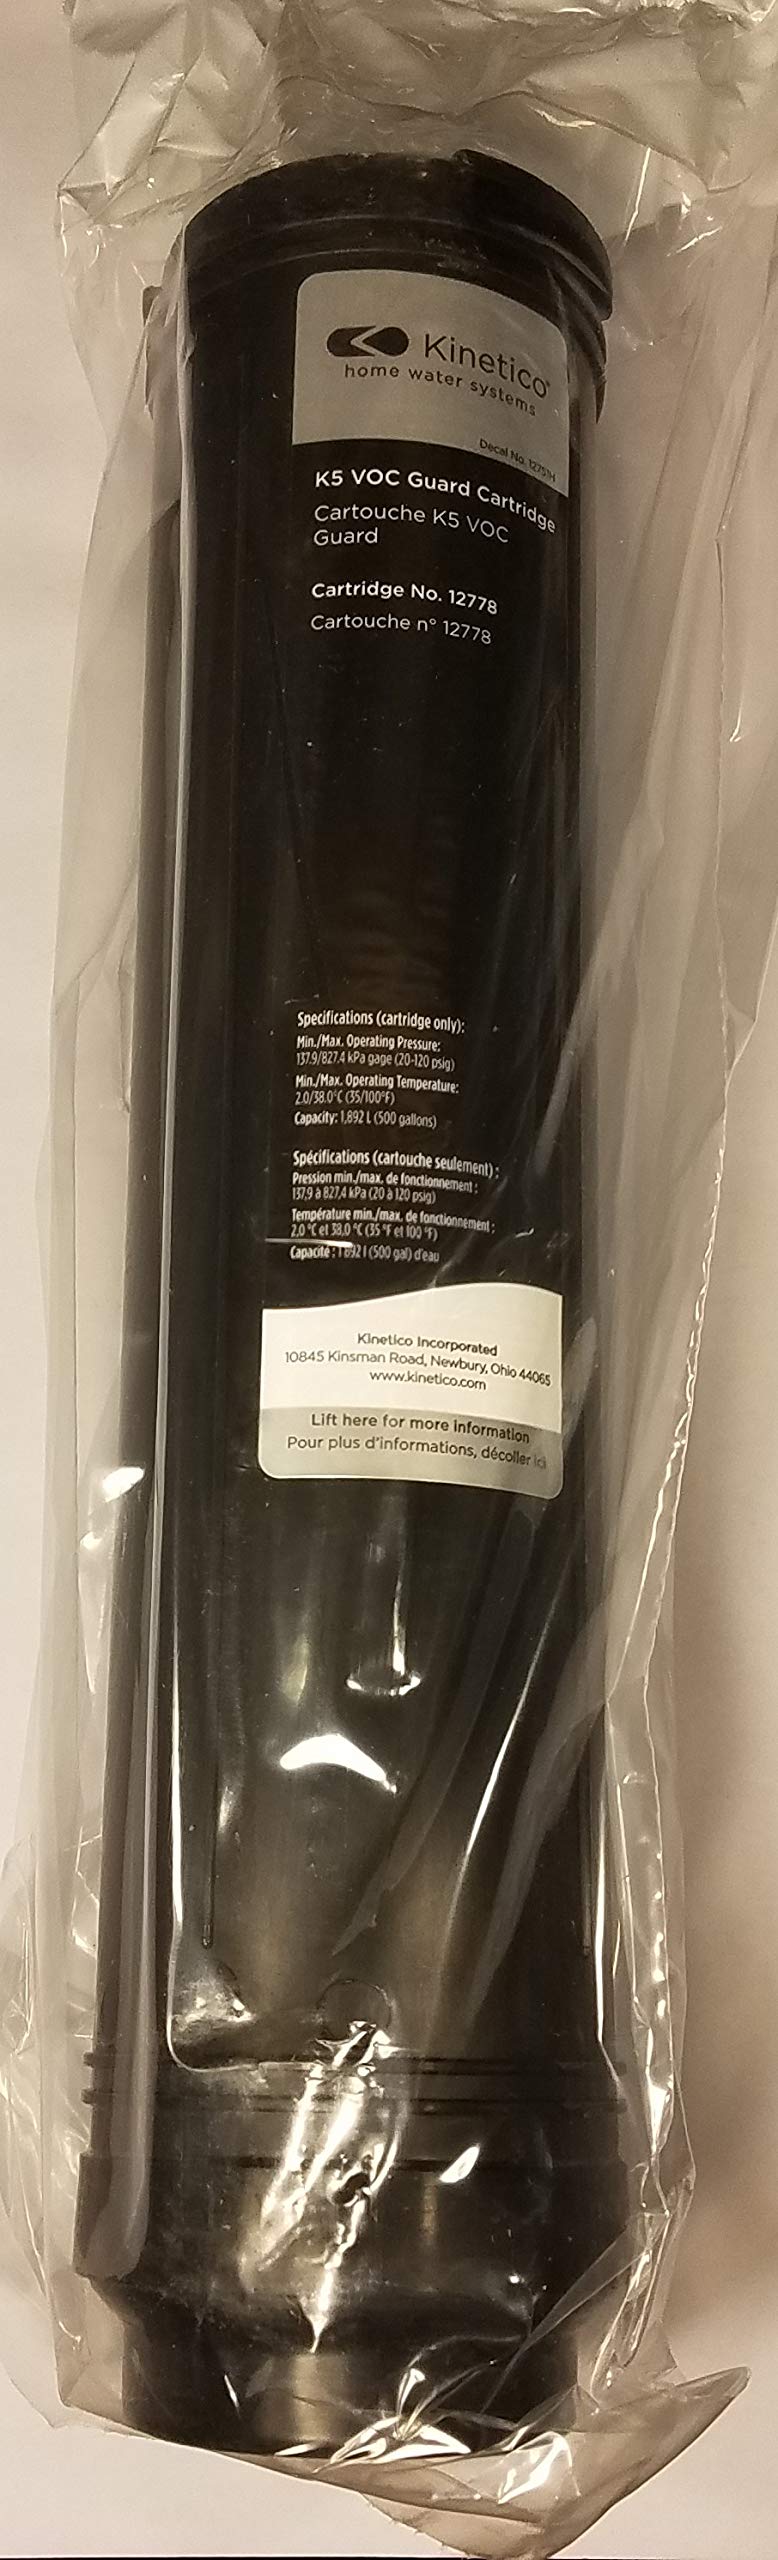 Kinetico
home water systems
Decal No. 12751H
K5 VOC Guard Cartridge
Cartouche K5 VOC
Guard
Cartridge No. 12778
Cartouche n° 12778
Specifications (cartridge only):
Min./Max. Operating Pressure:
137.9/827.4 kPa gage (20-120 psig)
Min./Max. Operating Temperature:
2.0/38.0°C (35/100°F)
Capacity: 1,892 L (500 gallons)
Spécifications (cartouche seulement) :
Pression min./max. de fonctionnement :
137,9 à 827,4 kPa (20 à 120 psig)
Température min./max. de fonctionnement :
2,0 °C et 38,0 °C (35 °F et 100 °F)
Capacité : 1 892 l (500 gal) d'eau
Kinetico Incorporated
10845 Kinsman Road, Newbury, Ohio 44065
www.kinetico.com
Lift here for more information
Pour plus d'informations, décoller ici